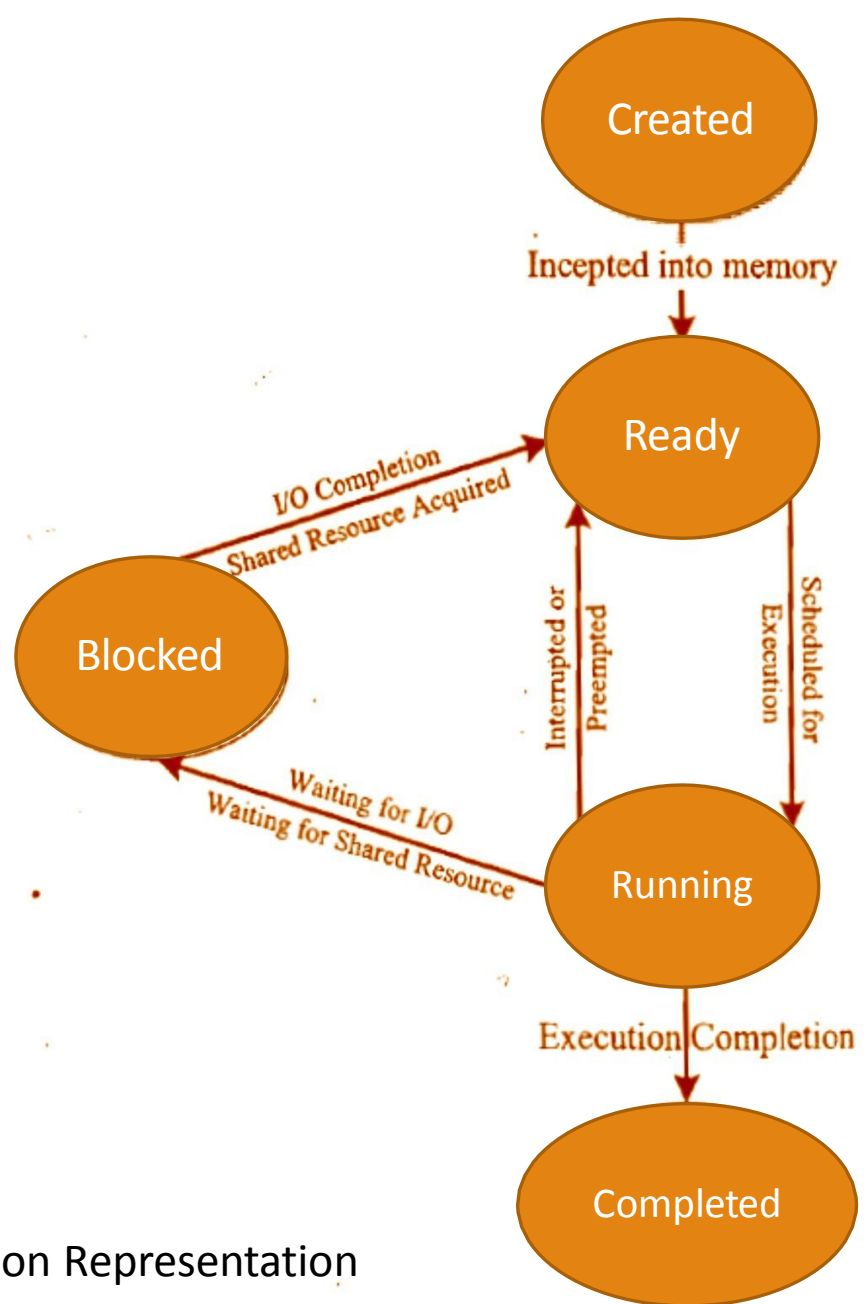 Created
Incepted into memory
Ready
I/O Completion
Shared Resource Acquired
Interrupted or
Preempted
Scheduled for
Execution
Blocked
Waiting for I/O
Waiting for Shared Resource
Running
Execution Completion
Completed
on Representation